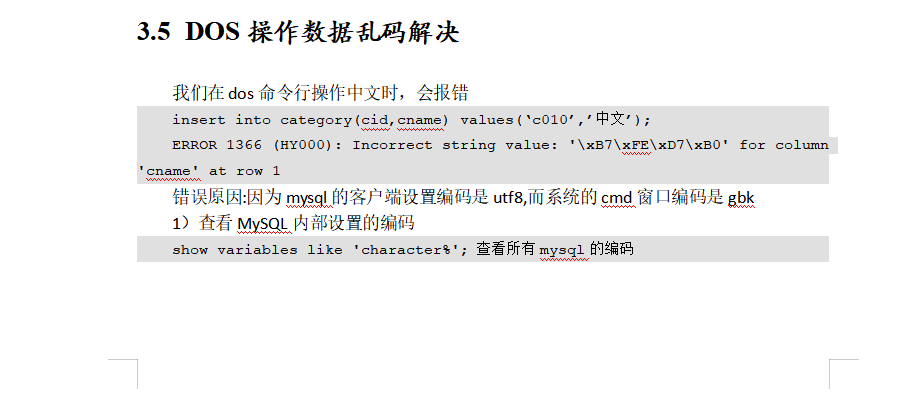 3.5 DOS 操作数据乱码解决
我们在 dos 命令行操作中文时，会报错
insert into category(cid,cname) values(‘c010’,’中文’);
ERROR 1366 (HY000): Incorrect string value: '\xB7\xFE\xD7\xB0' for column
'cname' at row 1
错误原因:因为 mysql 的客户端设置编码是 utf8,而系统的 cmd 窗口编码是 gbk
1）查看 MySQL 内部设置的编码
show variables like 'character%'; 查看所有 mysql 的编码